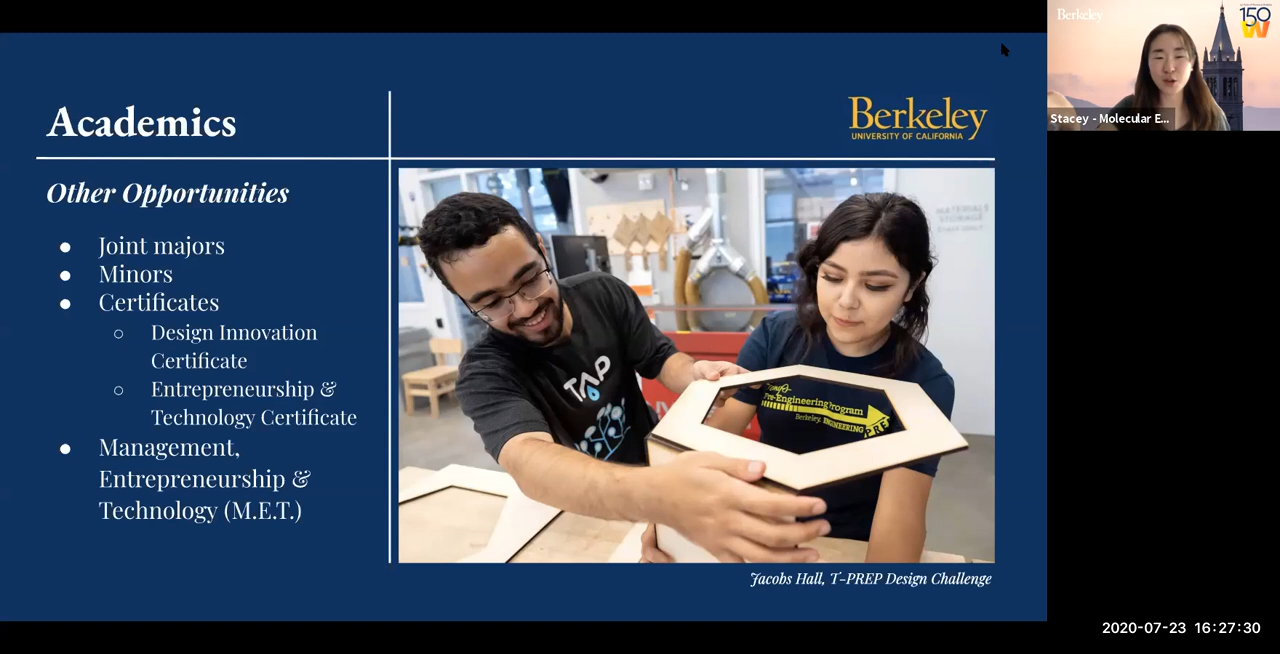 Academics
Berkeley
UNIVERSITY OF CALIFORNIA
Other Opportunities
● Joint majors
● Minors
● Certificates
○ Design Innovation
Certificate
○ Entrepreneurship &
Technology Certificate
● Management,
Entrepreneurship &
Technology (M.E.T.)
MATERIALS
STORAGE
TAP
Pre-Engineering Program
Berkeley ENGINEERING
PREP
Jacobs Hall, T-PREP Design Challenge
Berkeley
150
W
Stacey - Molecular E...
2020-07-23 16:27:30